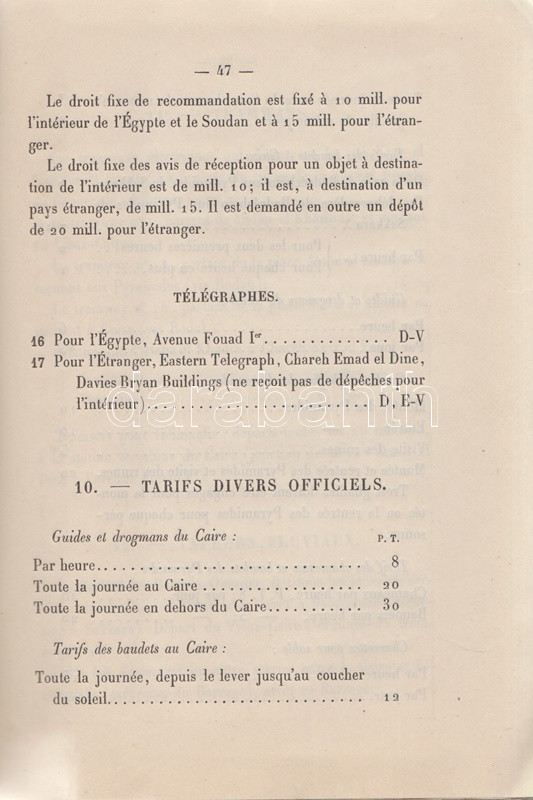 — 47 —
Le droit fixe de recommandation est fixé à 10 mill. pour
l'intérieur de l'Égypte et le Soudan et à 15 mill. pour l'étran-
ger.
Le droit fixe des avis de réception pour un objet à destina-
tion de l'intérieur est de mill. 10; il est, à destination d'un
pays étranger, de mill. 15. Il est demandé en outre un dépôt
de 20 mill. pour l'étranger.
TÉLÉGRAPHES.
16 Pour l'Égypte, Avenue Fouad Ier.............. D-V
17 Pour l'Étranger, Eastern Telegraph, Chareh Emad el Dine,
Davies Bryan Buildings (ne reçoit pas de dépêches pour
l'intérieur)........................ D, E-V
darabanth
10. — TARIFS DIVERS OFFICIELS.
Guides et drogmans du Caire : P. T.
Par heure............................ 8
Toute la journée au Caire .................. 20
Toute la journée en dehors du Caire.......... 30
Tarifs des baudets au Caire :
Toute la journée, depuis le lever jusqu'au coucher
du soleil............................ 12